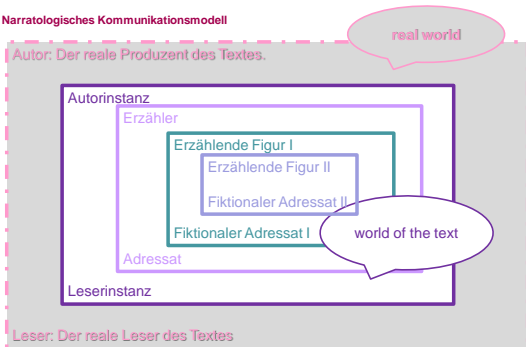 Narratologisches Kommunikationsmodell
real world
Autor: Der reale Produzent des Textes.
Autorinstanz
Erzähler
Erzählende Figur I
Erzählende Figur II
Fiktionaler Adressat II
Fiktionaler Adressat I
world of the text
Adressat
Leserinstanz
Leser: Der reale Leser des Textes